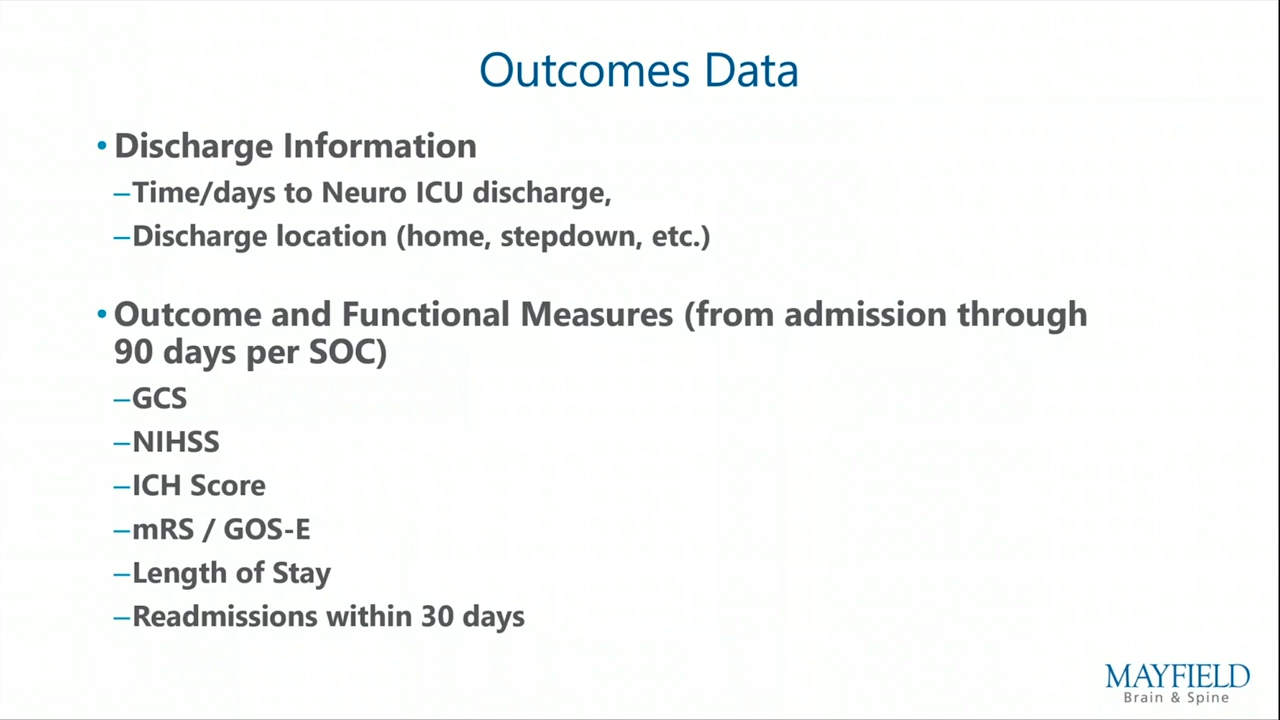 Outcomes Data
• Discharge Information
–Time/days to Neuro ICU discharge,
–Discharge location (home, stepdown, etc.)
• Outcome and Functional Measures (from admission through
90 days per SOC)
–GCS
–NIHSS
–ICH Score
–mRS / GOS-E
–Length of Stay
–Readmissions within 30 days
MAYFIELD
Brain & Spine